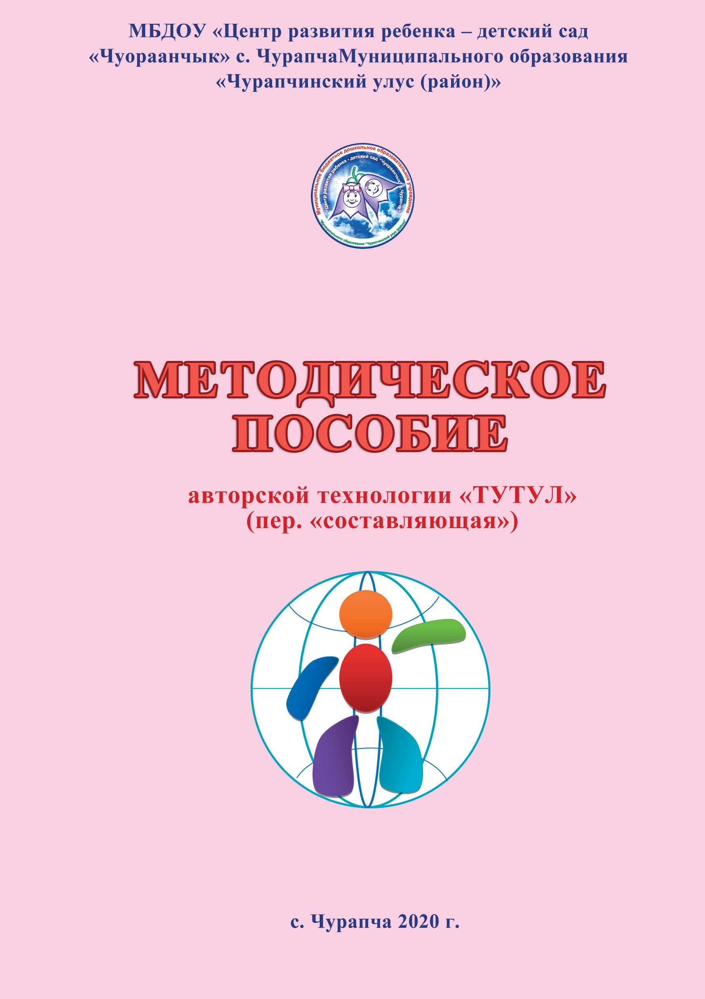 МБДОУ «Центр развития ребенка – детский сад
«Чуораанчык» с. ЧурапчаМуниципального образования
«Чурапчинский улус (район)»
Муниципальное бюджетное дошкольное образовательное учреждение
"Центр развития ребенка - детский сад "Чуораанчык" с. Чурапча"
"Муниципального образования "Чурапчинский улус (район)"
МЕТОДИЧЕСКОЕ
ПОСОБИЕ
авторской технологии «ТУТУЛ»
(пер. «составляющая»)
с. Чурапча 2020 г.